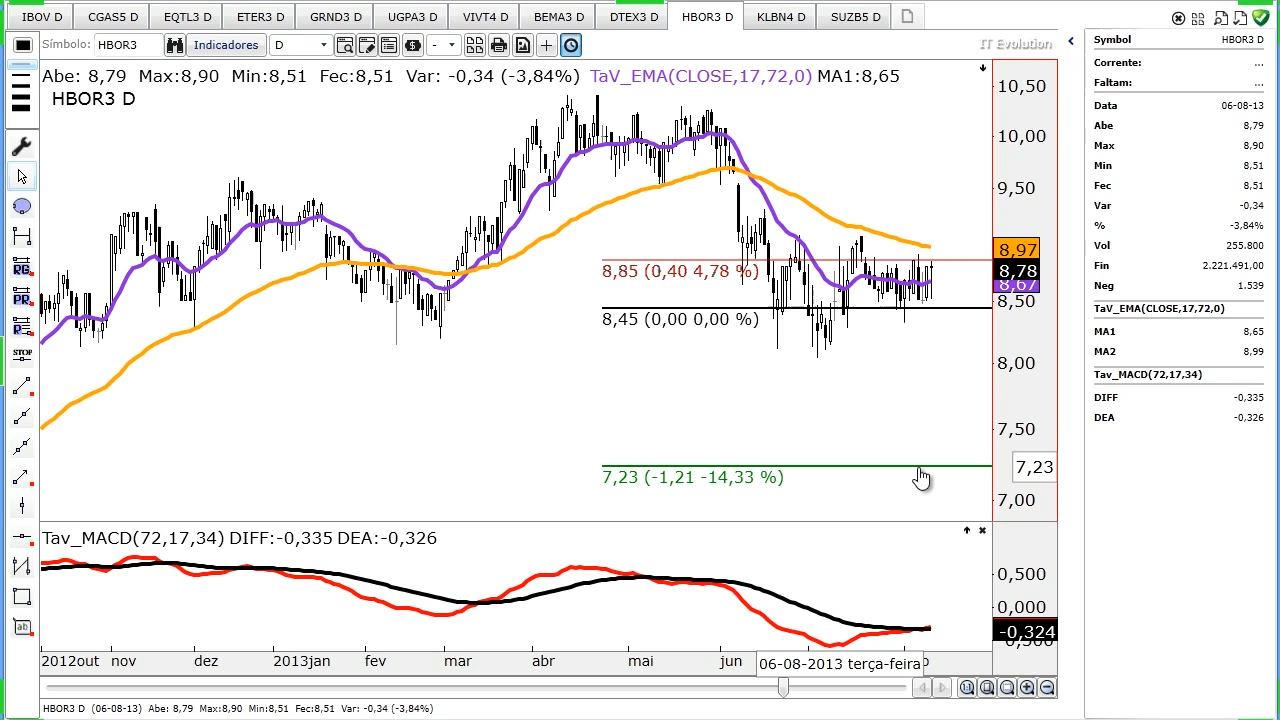 IBOV D CGAS5 D EQTL3 D ETER3 D GRND3 D UGPA3 D VIVT4 D BEMA3 D DTEX3 D HBOR3 D KLBN4 D SUZB5 D
Símbolo: HBOR3 Indicadores D - IT Evolution
Abe: 8,79 Max:8,90 Min:8,51 Fec:8,51 Var: -0,34 (-3,84%) TaV_EMA(CLOSE,17,72,0) MA1:8,65
HBOR3 D
RG
PR
P
STOP
ab
10,50
10,00
9,50
8,97
8,78
8,67
8,50
8,00
7,50
7,23
7,00
8,85 (0,40 4,78 %)
8,45 (0,00 0,00 %)
7,23 (-1,21 -14,33 %)
Tav_MACD(72,17,34) DIFF:-0,335 DEA:-0,326
0,500
0,000
-0,324
2012out nov dez 2013jan fev mar abr mai jun
06-08-2013 terça-feira
HBOR3 D (06-08-13) Abe: 8,79 Max: 8,90 Min:8,51 Fec:8,51 Var: -0,34 (-3,84%)
Symbol HBOR3 D
Corrente: ...
Faltam: ...
Data 06-08-13
Abe 8,79
Max 8,90
Min 8,51
Fec 8,51
Var -0,34
% -3,84%
Vol 255.800
Fin 2.221.491,00
Neg 1.539
TaV_EMA(CLOSE,17,72,0)
MA1 8,65
MA2 8,99
Tav_MACD(72,17,34)
DIFF -0,335
DEA -0,326